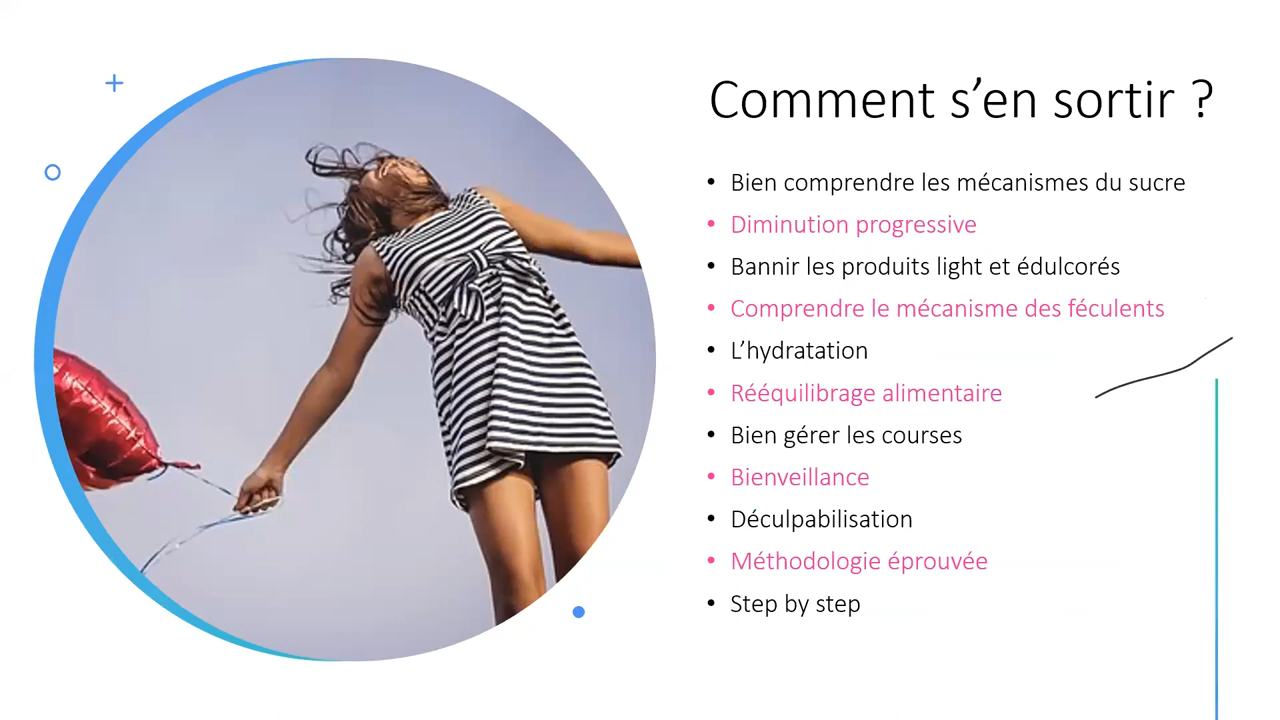 Comment s’en sortir ?
• Bien comprendre les mécanismes du sucre
• Diminution progressive
• Bannir les produits light et édulcorés
• Comprendre le mécanisme des féculents
• L’hydratation
• Rééquilibrage alimentaire
• Bien gérer les courses
• Bienveillance
• Déculpabilisation
• Méthodologie éprouvée
• Step by step